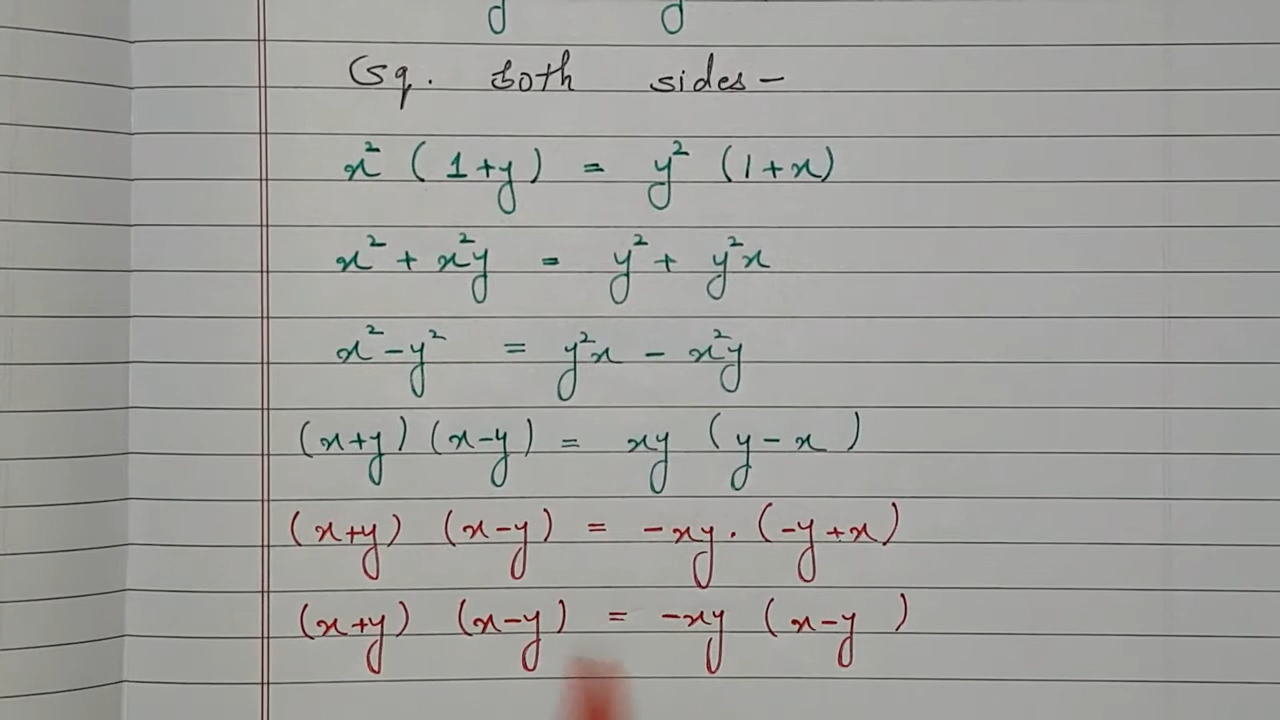 Sq. both sides -
x² (1+y) = y² (1+x)
x² + x²y = y² + y²x
x² - y² = y²x - x²y
(x+y) (x-y) = xy (y-x)
(x+y) (x-y) = -xy. (-y+x)
(x+y) (x-y) = -xy (x-y)